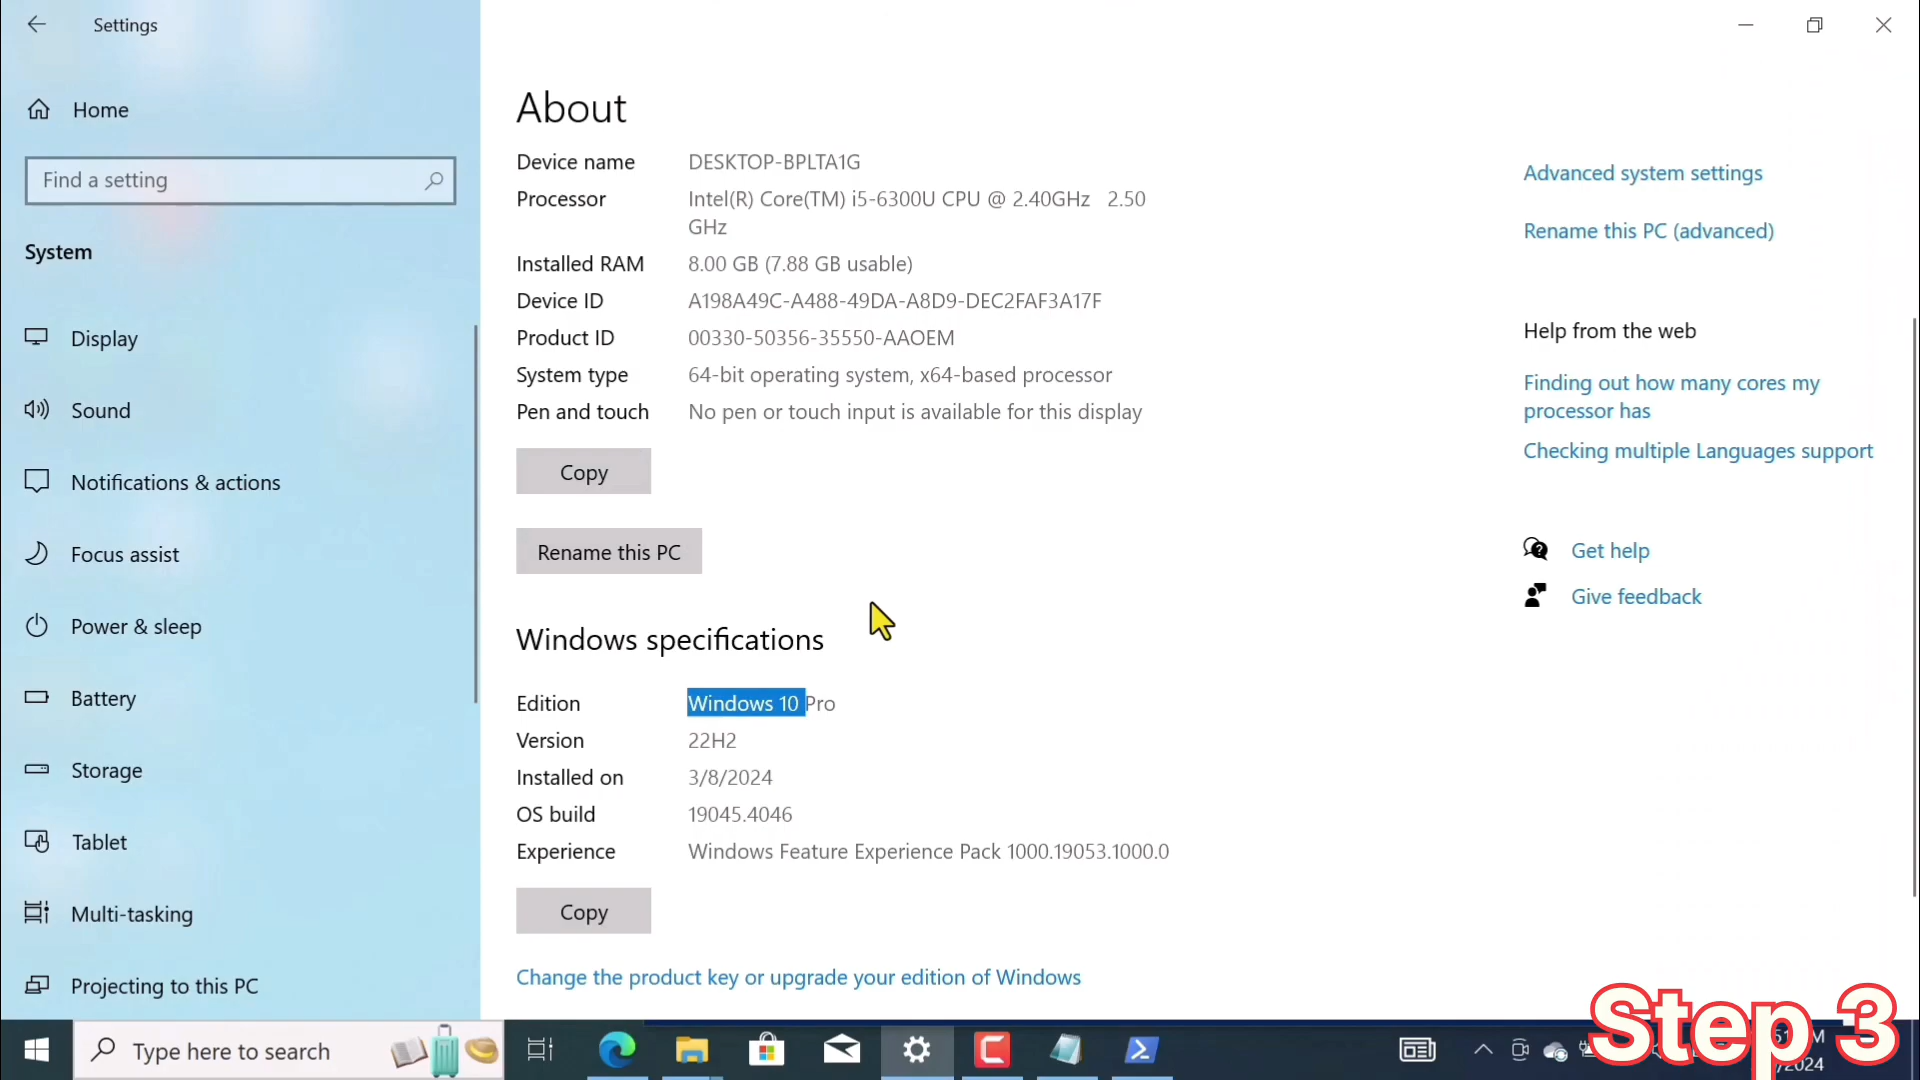 Settings
Home
Find a setting
System
Display
Sound
Notifications & actions
Focus assist
Power & sleep
Battery
Storage
Tablet
Multi-tasking
Projecting to this PC
About
Device name DESKTOP-BPLTA1G
Processor Intel(R) Core(TM) i5-6300U CPU @ 2.40GHz 2.50
GHz
Installed RAM 8.00 GB (7.88 GB usable)
Device ID A198A49C-A488-49DA-A8D9-DEC2FAF3A17F
Product ID 00330-50356-35550-AAOEM
System type 64-bit operating system, x64-based processor
Pen and touch No pen or touch input is available for this display
Copy
Rename this PC
Windows specifications
Edition Windows 10 Pro
Version 22H2
Installed on 3/8/2024
OS build 19045.4046
Experience Windows Feature Experience Pack 1000.19053.1000.0
Copy
Change the product key or upgrade your edition of Windows
Advanced system settings
Rename this PC (advanced)
Help from the web
Finding out how many cores my
processor has
Checking multiple Languages support
Get help
Give feedback
Type here to search
Step 3